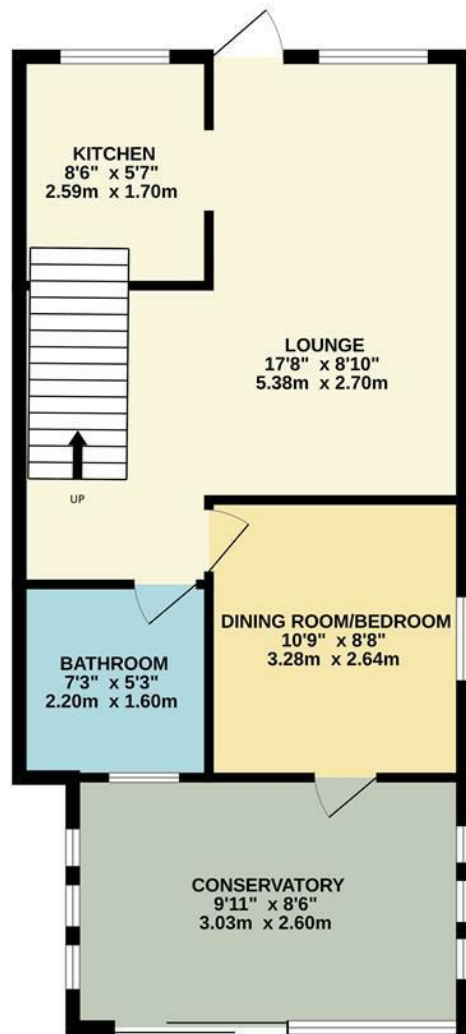 KITCHEN
8'6" x 5'7"
2.59m x 1.70m
LOUNGE
17'8" x 8'10"
5.38m x 2.70m
UP
DINING ROOM/BEDROOM
10'9" x 8'8"
3.28m x 2.64m
BATHROOM
7'3" x 5'3"
2.20m x 1.60m
CONSERVATORY
9'11" x 8'6"
3.03m x 2.60m